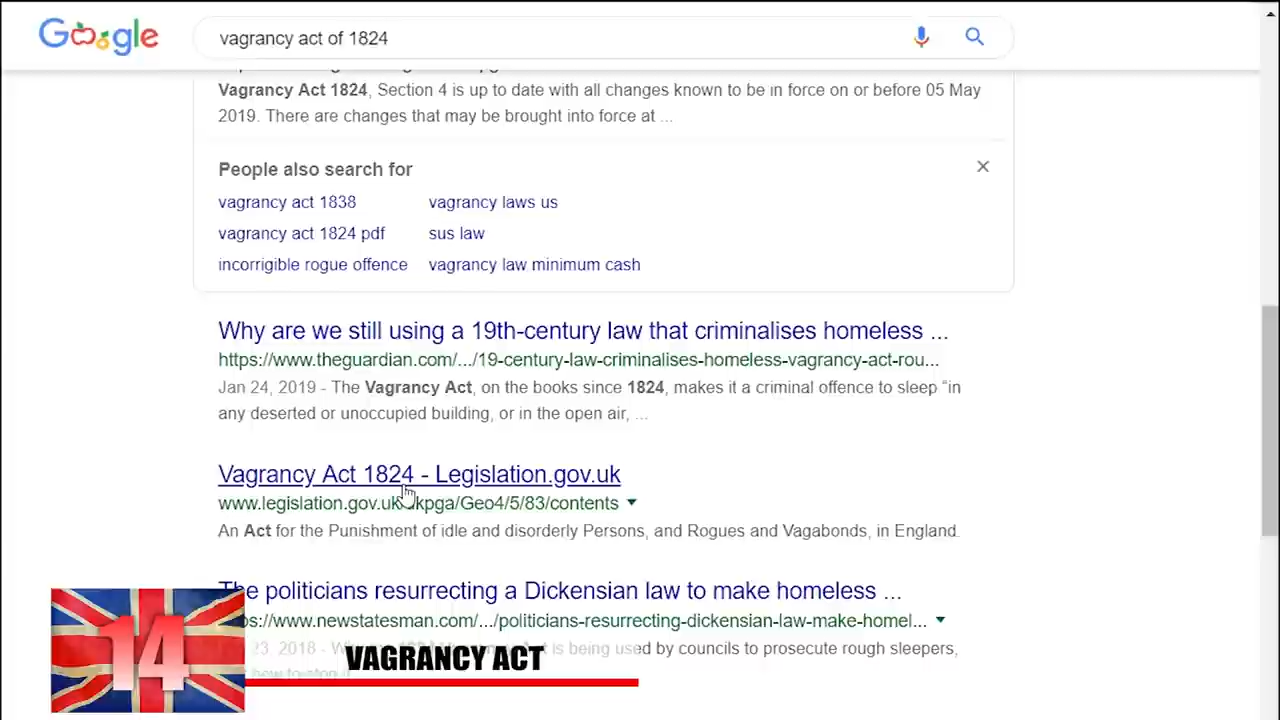 Google
vagrancy act of 1824
Vagrancy Act 1824, Section 4 is up to date with all changes known to be in force on or before 05 May
2019. There are changes that may be brought into force at ...
People also search for
vagrancy act 1838
vagrancy laws us
vagrancy act 1824 pdf
sus law
incorrigible rogue offence
vagrancy law minimum cash
Why are we still using a 19th-century law that criminalises homeless ...
https://www.theguardian.com/.../19-century-law-criminalises-homeless-vagrancy-act-rou...
Jan 24, 2019 - The Vagrancy Act, on the books since 1824, makes it a criminal offence to sleep “in
any deserted or unoccupied building, or in the open air, ...
Vagrancy Act 1824 - Legislation.gov.uk
www.legislation.gov.uk/ukpga/Geo4/5/83/contents
An Act for the Punishment of idle and disorderly Persons, and Rogues and Vagabonds, in England.
The politicians resurrecting a Dickensian law to make homeless ...
https://www.newstatesman.com/.../politicians-resurrecting-dickensian-law-make-homel...
23, 2018 - is being used by councils to prosecute rough sleepers,
14
VAGRANCY ACT